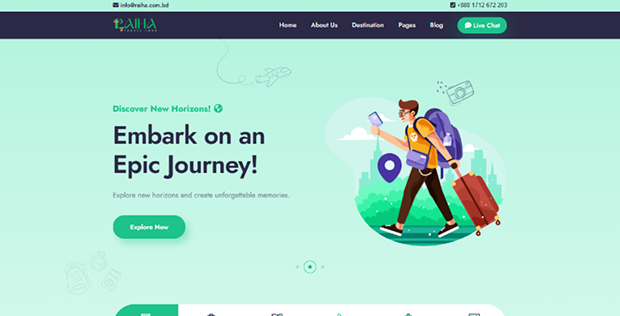 info@raiha.com.bd
+880 1712 672 203
RAIHA
TRAVEL TOUR
Home
About Us
Destination
Pages
Blog
Live Chat
Discover New Horizons!
Embark on an
Epic Journey!
Explore new horizons and create unforgettable memories.
Explore Now